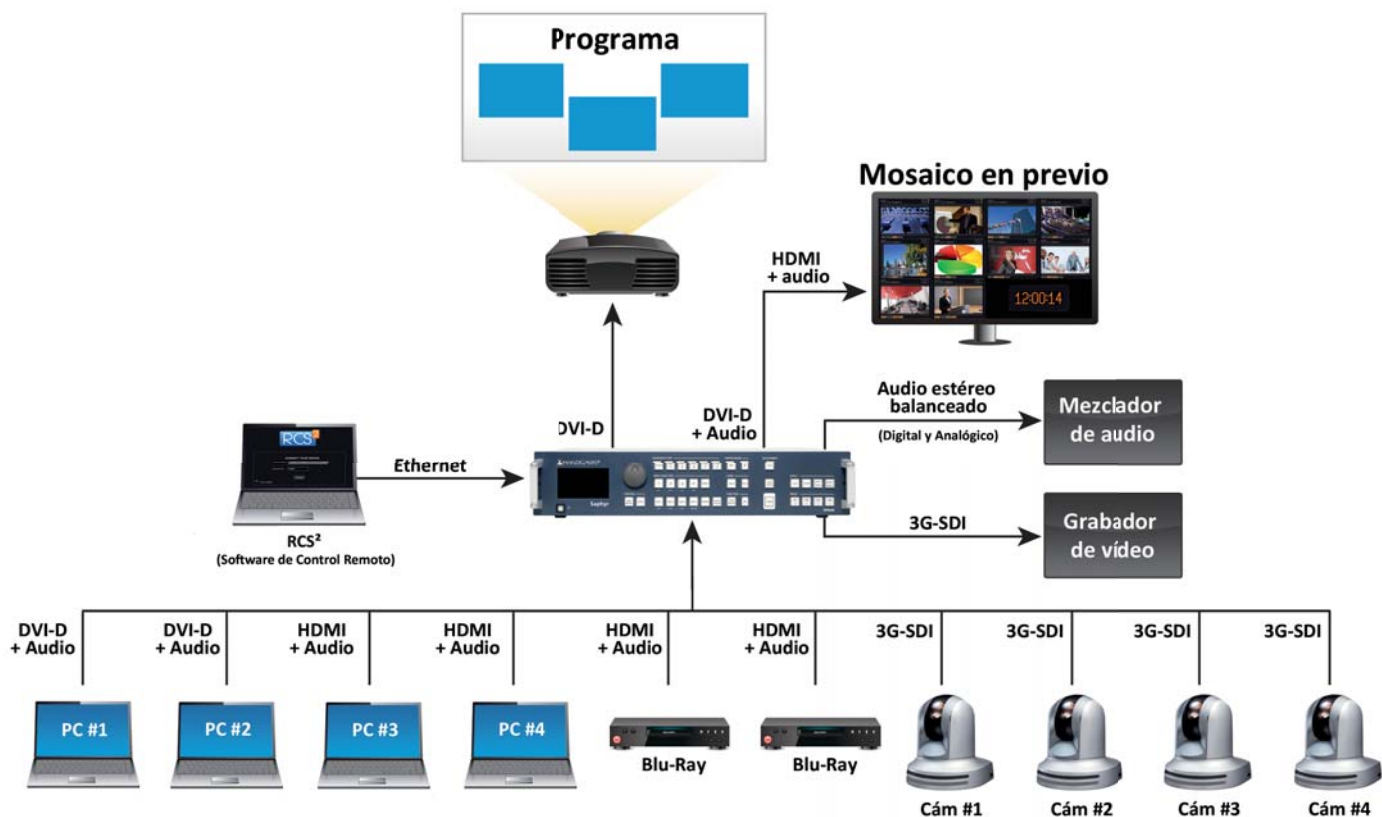 Programa
Mosaico en previo
12:00:14
HDMI
+ audio
DVI-D
DVI-D
+ Audio
Audio estéreo
balanceado
(Digital y Analógico)
Mezclador
de audio
RCS²
Ethernet
3G-SDI
Grabador
de vídeo
RCS²
(Software de Control Remoto)
DVI-D
+ Audio
DVI-D
+ Audio
HDMI
+ Audio
HDMI
+ Audio
HDMI
+ Audio
HDMI
+ Audio
3G-SDI
3G-SDI
3G-SDI
3G-SDI
PC #1
PC #2
PC #3
PC #4
Blu-Ray
Blu-Ray
Cám #1
Cám #2
Cám #3
Cám #4